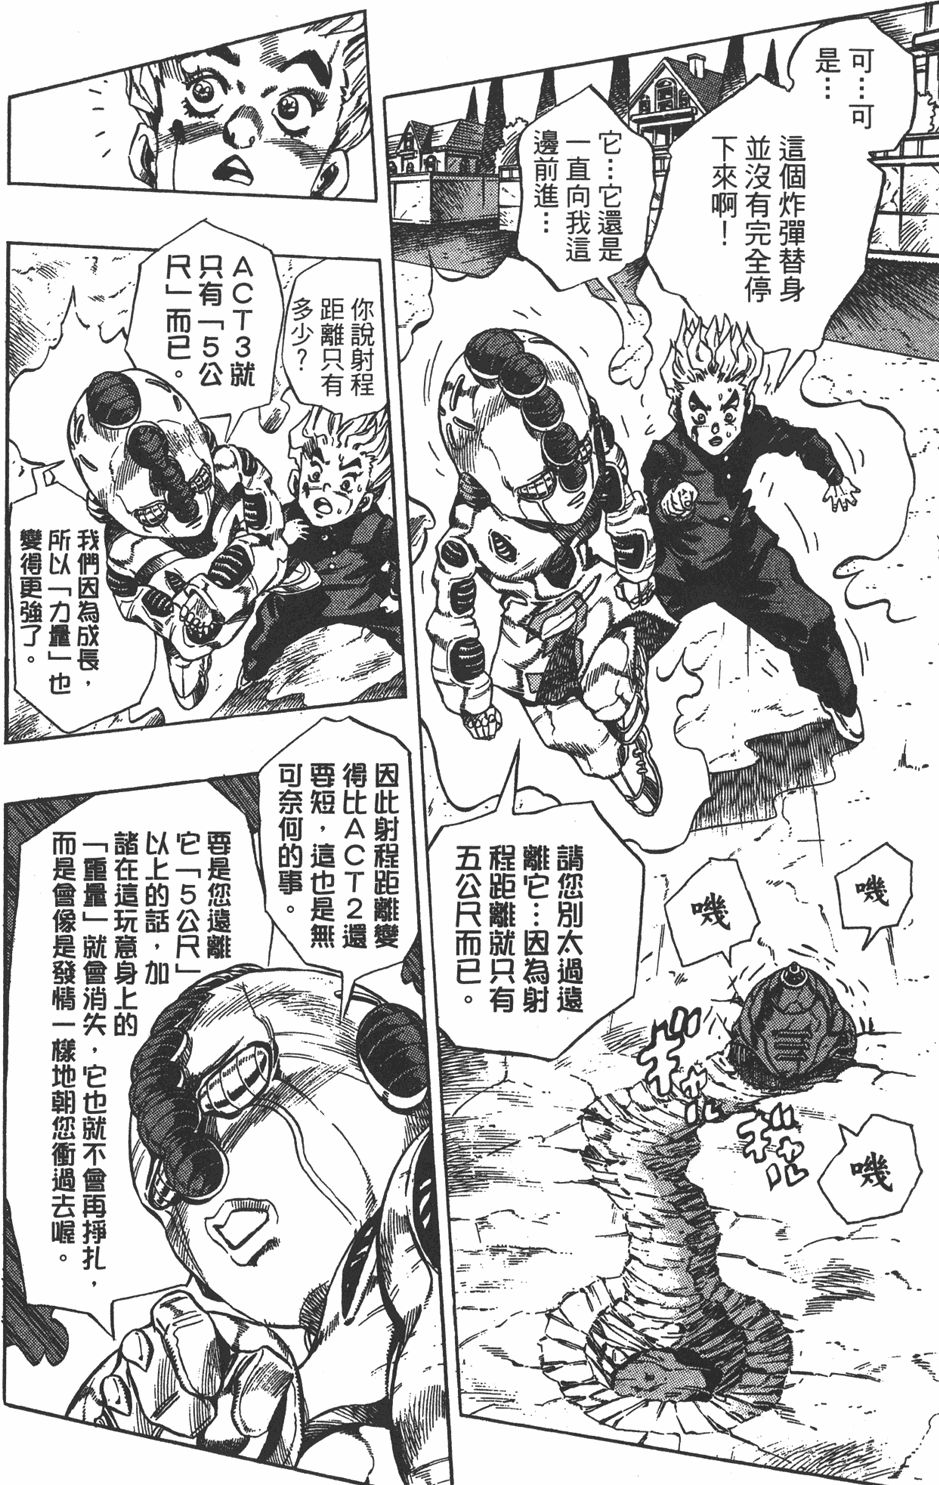 可…可
是…
這個炸彈替身
並沒有完全停
下來啊！
它…它還是
一直向我這
邊前進…
請您別太過遠
離它…因為射
程距離就只有
五公尺而已。
嘰
嘰
嘰
ギャル
ギャル
你說射程
距離只有
多少？
ACT3就
只有「5公
尺」而已。
我們因為成長，
所以「力量」也
變得更強了。
因此射程距離變
得比ACT2還
要短，這也是無
可奈何的事。
要是您遠離
它「5公尺」
以上的話，加
諸在這玩意身上的
「重量」就會消失，它也就不會再掙扎，
而是會像是發情一樣地朝您衝過去喔。